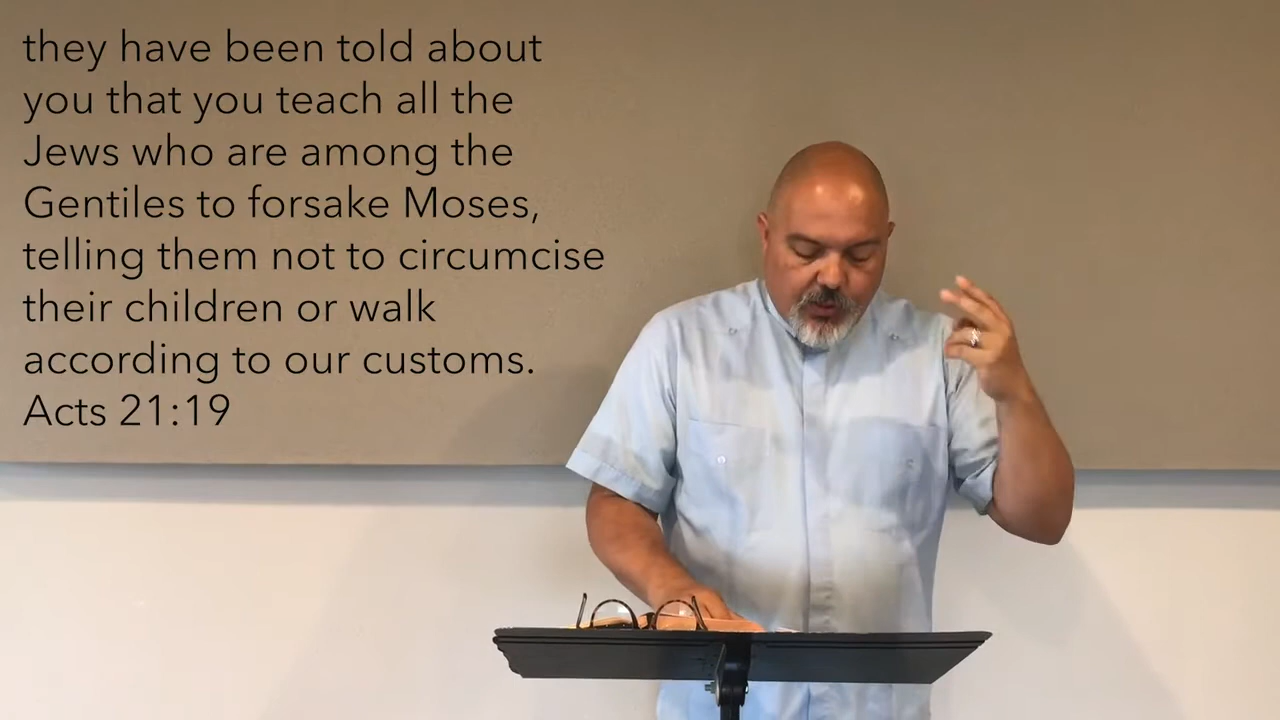 they have been told about
you that you teach all the
Jews who are among the
Gentiles to forsake Moses,
telling them not to circumcise
their children or walk
according to our customs.
Acts 21:19